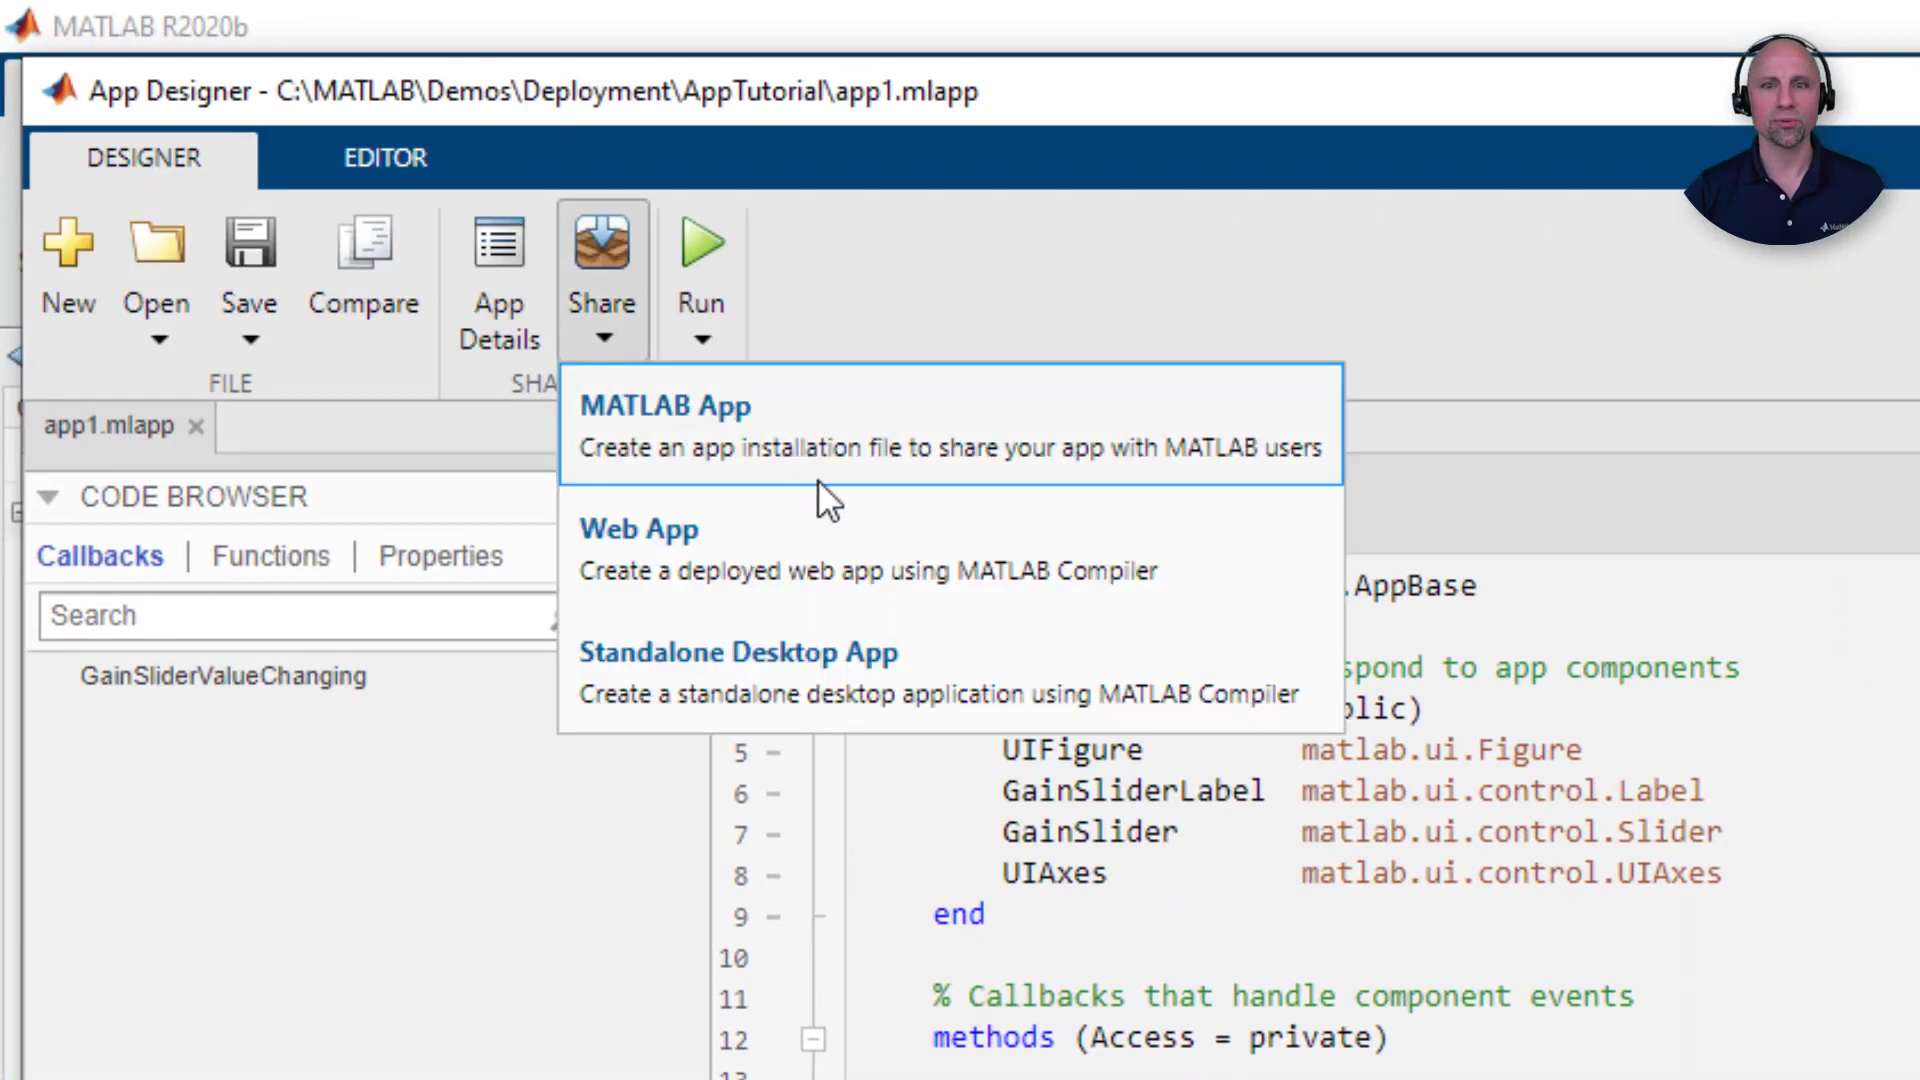 MATLAB R2020b
App Designer - C:\MATLAB\Demos\Deployment\AppTutorial\app1.mlapp
DESIGNER EDITOR
New Open Save Compare App Details Share Run
FILE SHA
MATLAB App
Create an app installation file to share your app with MATLAB users
Web App
Create a deployed web app using MATLAB Compiler
Standalone Desktop App
Create a standalone desktop application using MATLAB Compiler
app1.mlapp
CODE BROWSER
Callbacks | Functions | Properties
Search
GainSliderValueChanging
.AppBase
spond to app components
blic)
5 UIFigure matlab.ui.Figure
6 GainSliderLabel matlab.ui.control.Label
7 GainSlider matlab.ui.control.Slider
8 UIAxes matlab.ui.control.UIAxes
9 end
10
11 % Callbacks that handle component events
12 methods (Access = private)